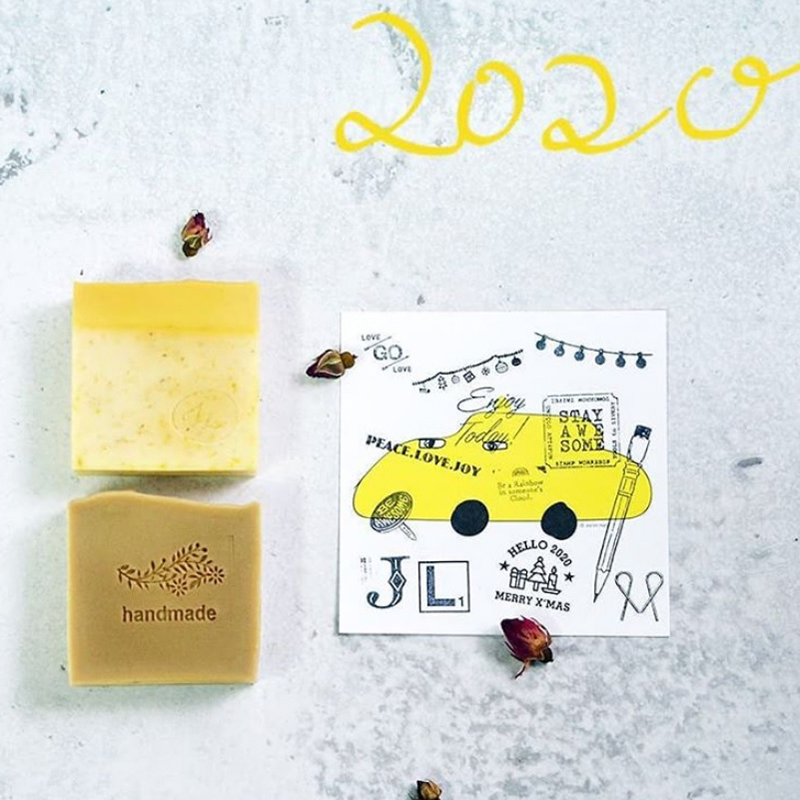 2020
LOVE
GO
LOVE
Enjoy
Today!
STAY
AWE
SOME
STAMP WORKSHOP
PEACE.LOVE.JOY
Be a Rainbow
in someone's
Cloud.
handmade
J
L
1
HELLO 2020
MERRY X'MAS